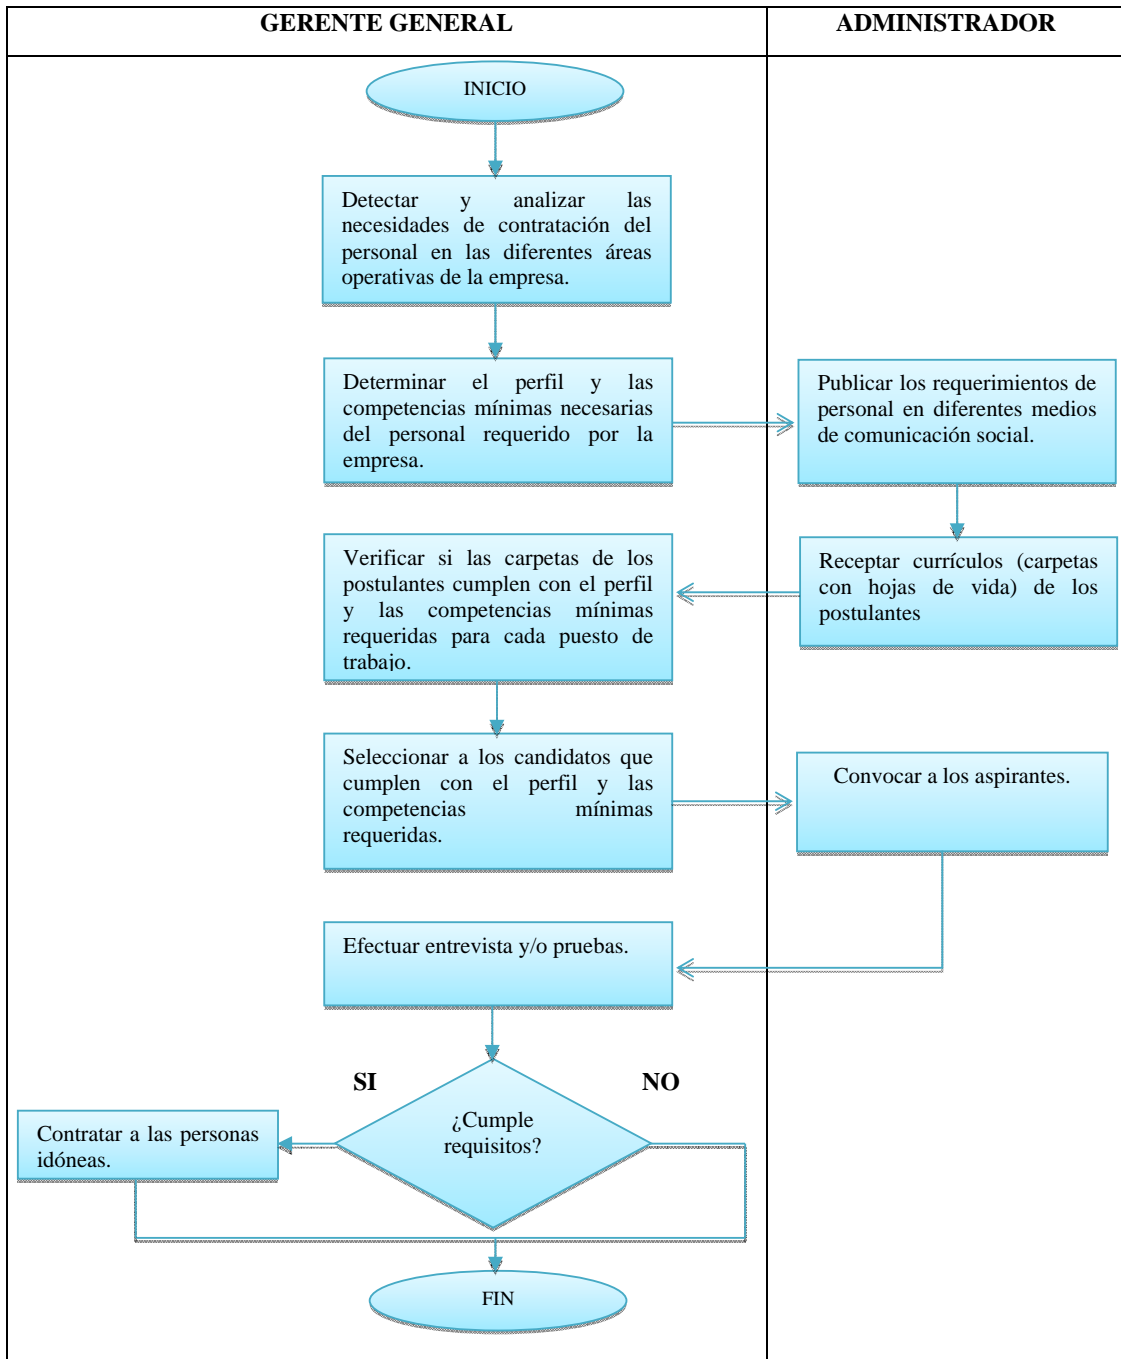 GERENTE GENERAL
ADMINISTRADOR
INICIO
Detectar y analizar las
necesidades de contratación del
personal en las diferentes áreas
operativas de la empresa.
Determinar el perfil y las
competencias mínimas necesarias
del personal requerido por la
empresa.
Publicar los requerimientos de
personal en diferentes medios
de comunicación social.
Receptar currículos (carpetas
con hojas de vida) de los
postulantes
Verificar si las carpetas de los
postulantes cumplen con el perfil
y las competencias mínimas
requeridas para cada puesto de
trabajo.
Seleccionar a los candidatos que
cumplen con el perfil y las
competencias mínimas
requeridas.
Convocar a los aspirantes.
Efectuar entrevista y/o pruebas.
¿Cumple
requisitos?
SI
NO
Contratar a las personas
idóneas.
FIN